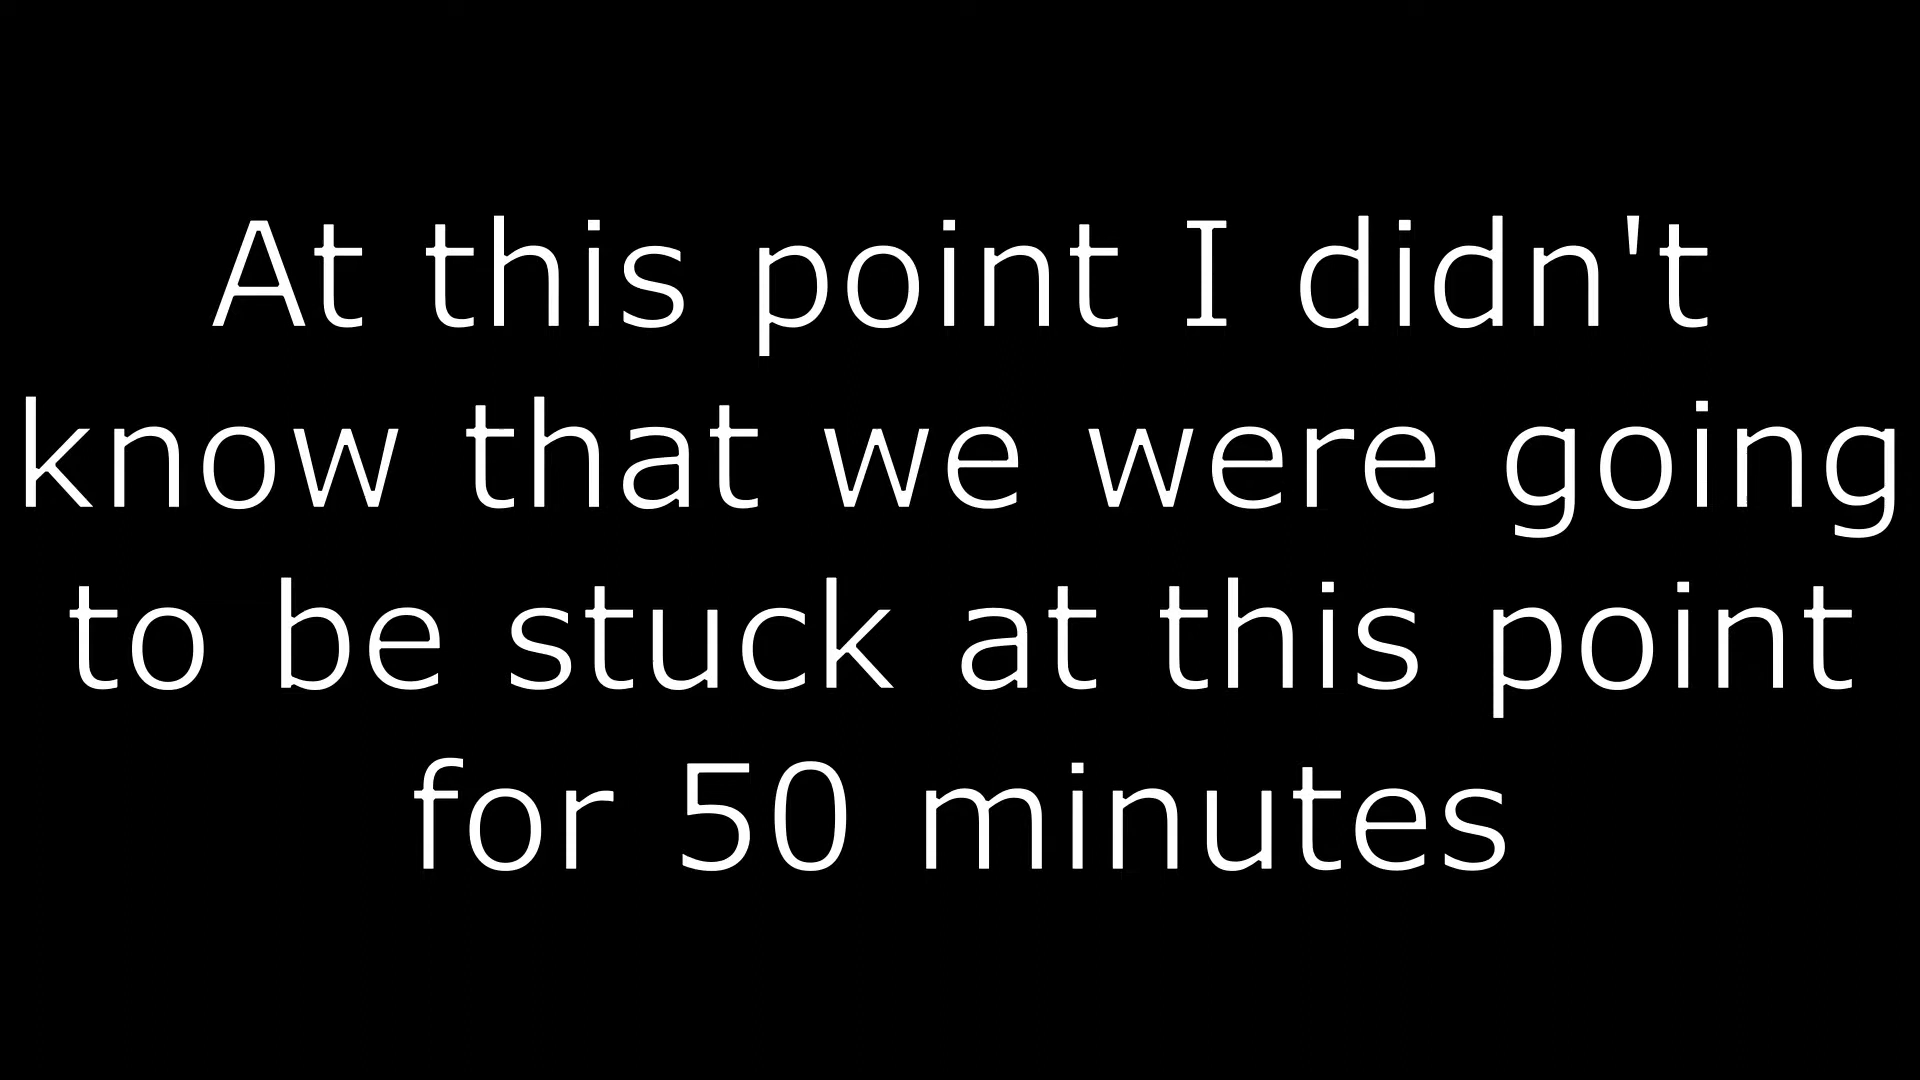 At this point I didn't
know that we were going
to be stuck at this point
for 50 minutes